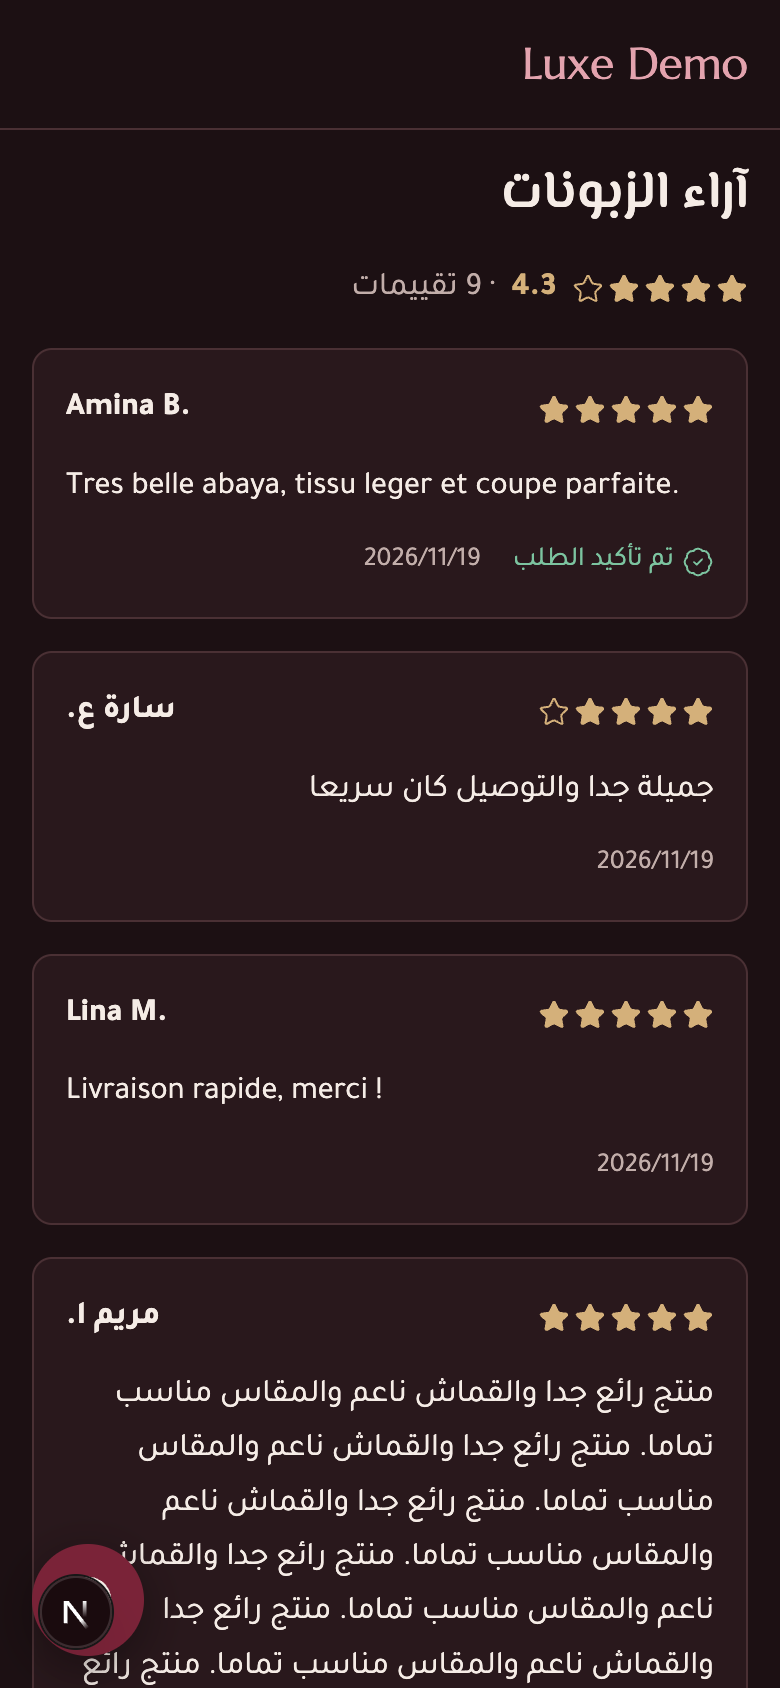 Luxe Demo
آراء الزبونات
4.3 · 9 تقييمات
Amina B.
Tres belle abaya, tissu leger et coupe parfaite.
تم تأكيد الطلب 2026/11/19
سارة ع.
جميلة جدا والتوصيل كان سريعا
2026/11/19
Lina M.
Livraison rapide, merci !
2026/11/19
مريم ا.
منتج رائع جدا والقماش ناعم والمقاس مناسب
تماما. منتج رائع جدا والقماش ناعم والمقاس
مناسب تماما. منتج رائع جدا والقماش ناعم
والمقاس مناسب تماما. منتج رائع جدا والقماش
ناعم والمقاس مناسب تماما. منتج رائع جدا
والقماش ناعم والمقاس مناسب تماما. منتج رائع
N